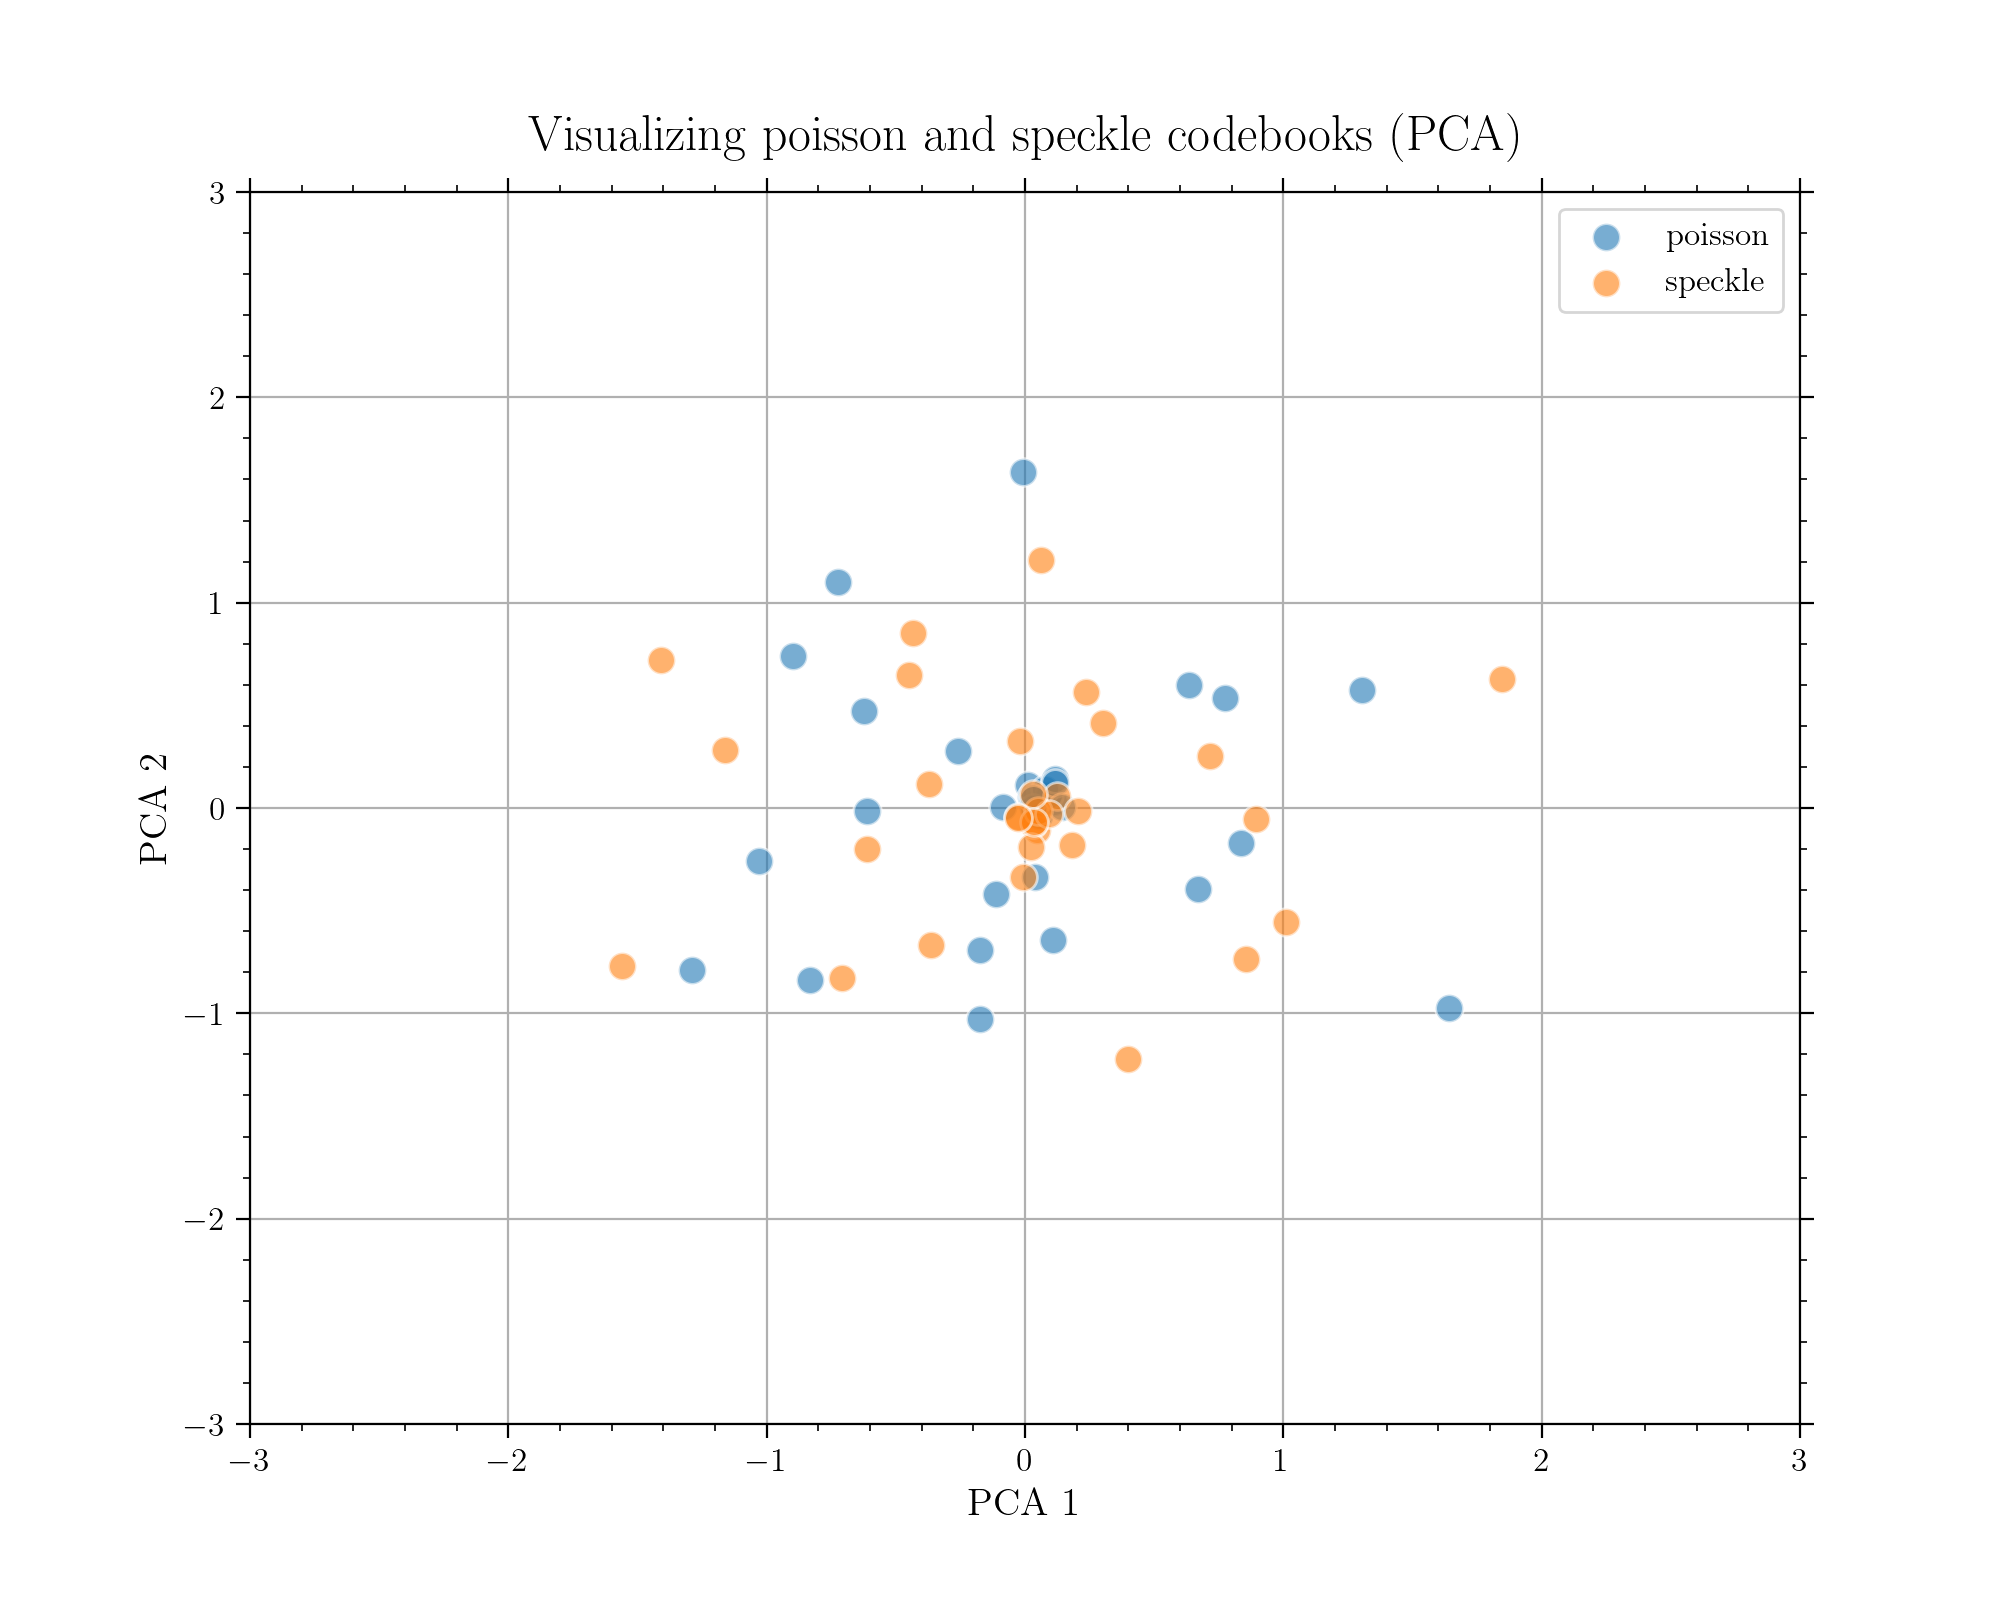 Visualizing poisson and speckle codebooks (PCA)
poisson
speckle
3
2
1
0
−1
−2
−3
PCA 2
−3
−2
−1
0
1
2
3
PCA 1